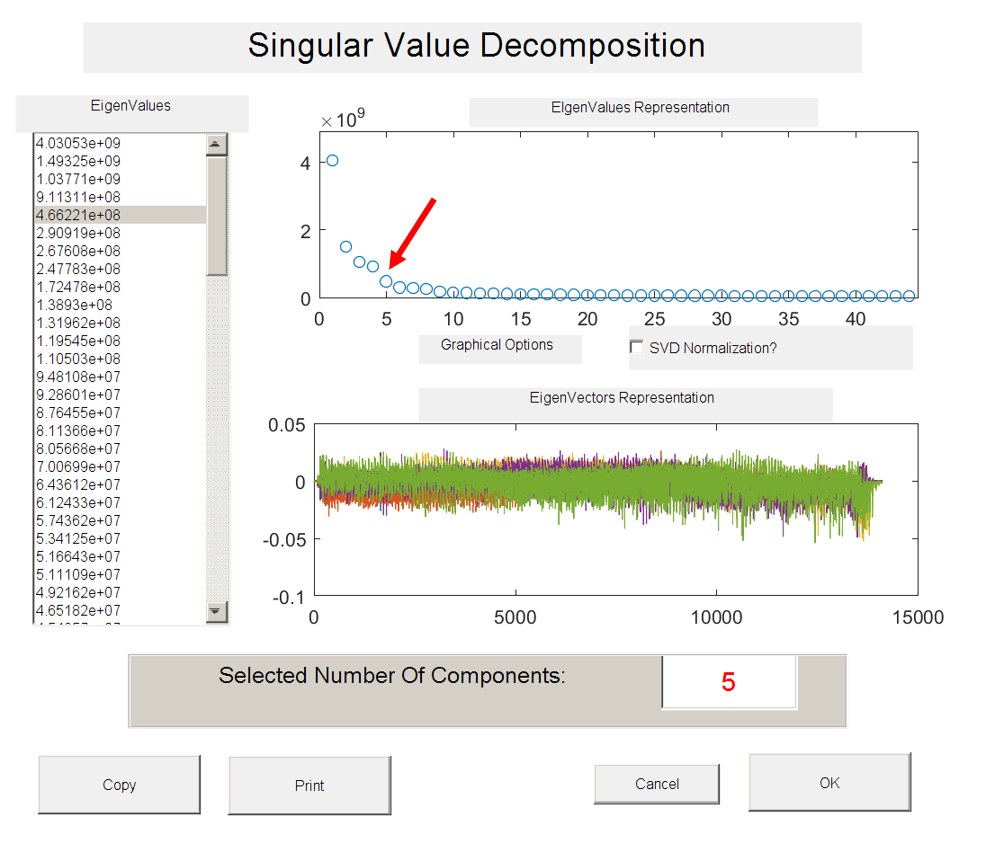 Singular Value Decomposition
EigenValues
4.03053e+09
1.49325e+09
1.03771e+09
9.11311e+08
4.66221e+08
2.90919e+08
2.67608e+08
2.47783e+08
1.72478e+08
1.3893e+08
1.31962e+08
1.19545e+08
1.10503e+08
9.48108e+07
9.28601e+07
8.76455e+07
8.11366e+07
8.05668e+07
7.00699e+07
6.43612e+07
6.12433e+07
5.74362e+07
5.34125e+07
5.16643e+07
5.11109e+07
4.92162e+07
4.65182e+07
EIgenValues Representation
×10⁹
4
2
0
0 5 10 15 20 25 30 35 40
Graphical Options
SVD Normalization?
EigenVectors Representation
0.05
0
-0.05
-0.1
0 5000 10000 15000
Selected Number Of Components:
5
Copy
Print
Cancel
OK